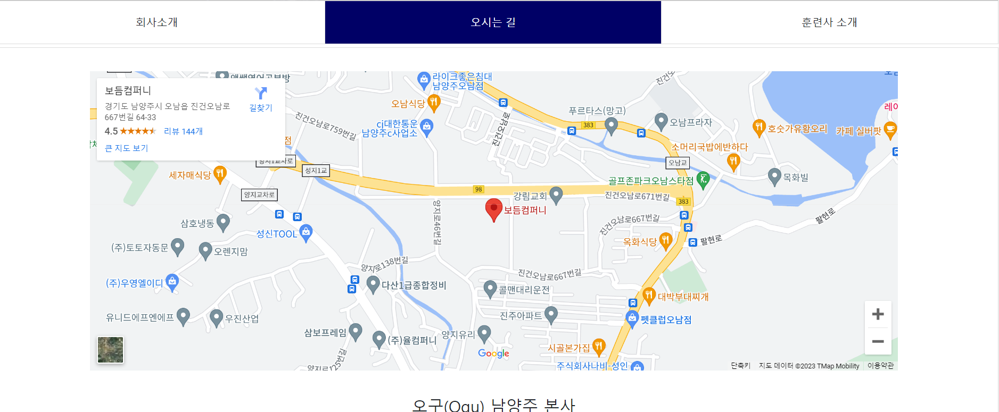 회사소개
오시는 길
훈련사 소개
보듬컴퍼니
길찾기
경기도 남양주시 오남읍 진건오남로
667번길 64-33
4.5
리뷰 144개
큰 지도 보기
라이크좋은침대
남양주오남점
오남식당
진건오남로759번길
cj대한통운
남양주c사업소
진건오남로
푸르타스(망고)
383
오남프라자
호숫가유황오리
카페 실버팟
소머리국밥에반하다
오남교
목화빌
골프존파크오남스타점
성지1교
세자매식당
양지교차로
98
강림교회
진건오남로671번길
383
보듬컴퍼니
양지로46번길
진건오남로667번길
팔현로
팔현로
삼호냉동
성신TOOL
옥화식당
(주)토토자동문
오렌지맘
양지로138번길
진건오남로667번길
(주)우영엘이디
다산1급종합정비
콜맨대리운전
대박부대찌개
유니드에프엔에프
우진산업
진주아파트
펫클럽오남점
삼보프레임
(주)율컴퍼니
양지유리
시골본가집
양지로125번길
Google
주식회사나비-성인
단축키
지도 데이터 ©2023 TMap Mobility
이용약관
오구(Ogu) 남양주 본사